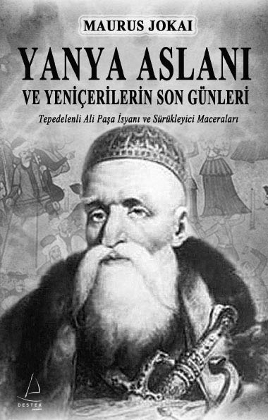 MAURUS JOKAI
YANYA ASLANI
VE YENİÇERİLERİN SON GÜNLERİ
Tepedelenli Ali Paşa İsyanı ve Sürükleyici Maceraları
DESTEK